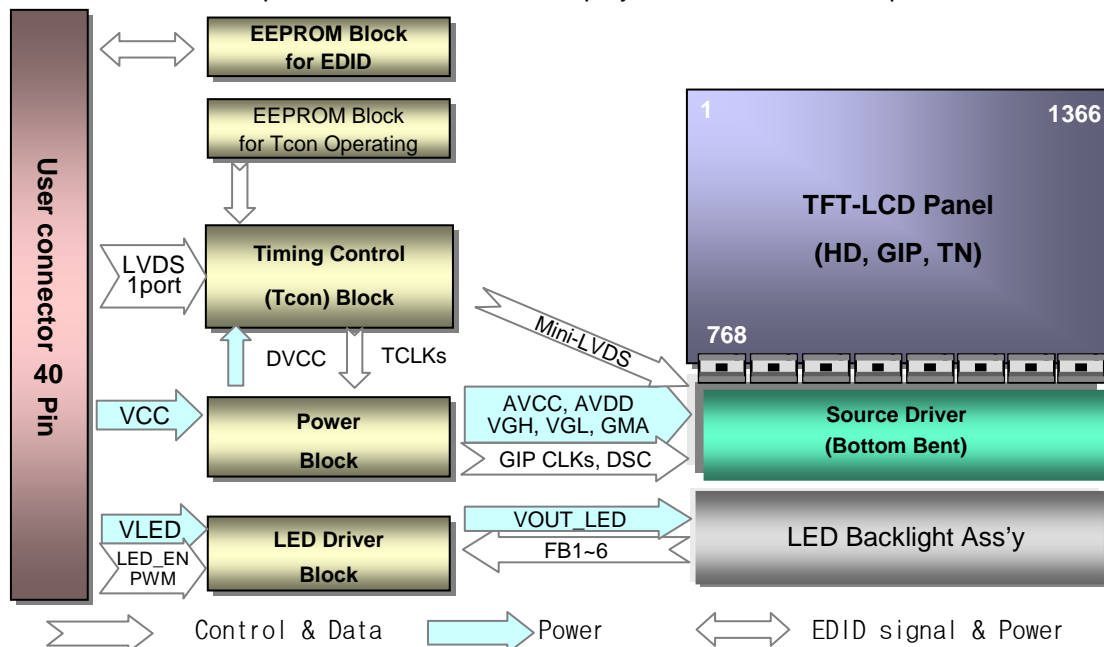 User connector 40 Pin
EEPROM Block
for EDID
EEPROM Block
for Tcon Operating
LVDS
1port
Timing Control
(Tcon) Block
DVCC
TCLKs
Mini-LVDS
VCC
Power
Block
AVCC, AVDD
VGH, VGL, GMA
GIP CLKs, DSC
VLED
LED_EN
PWM
LED Driver
Block
VOUT_LED
FB1~6
1
1366
TFT-LCD Panel
(HD, GIP, TN)
768
Source Driver
(Bottom Bent)
LED Backlight Ass'y
Control & Data
Power
EDID signal & Power